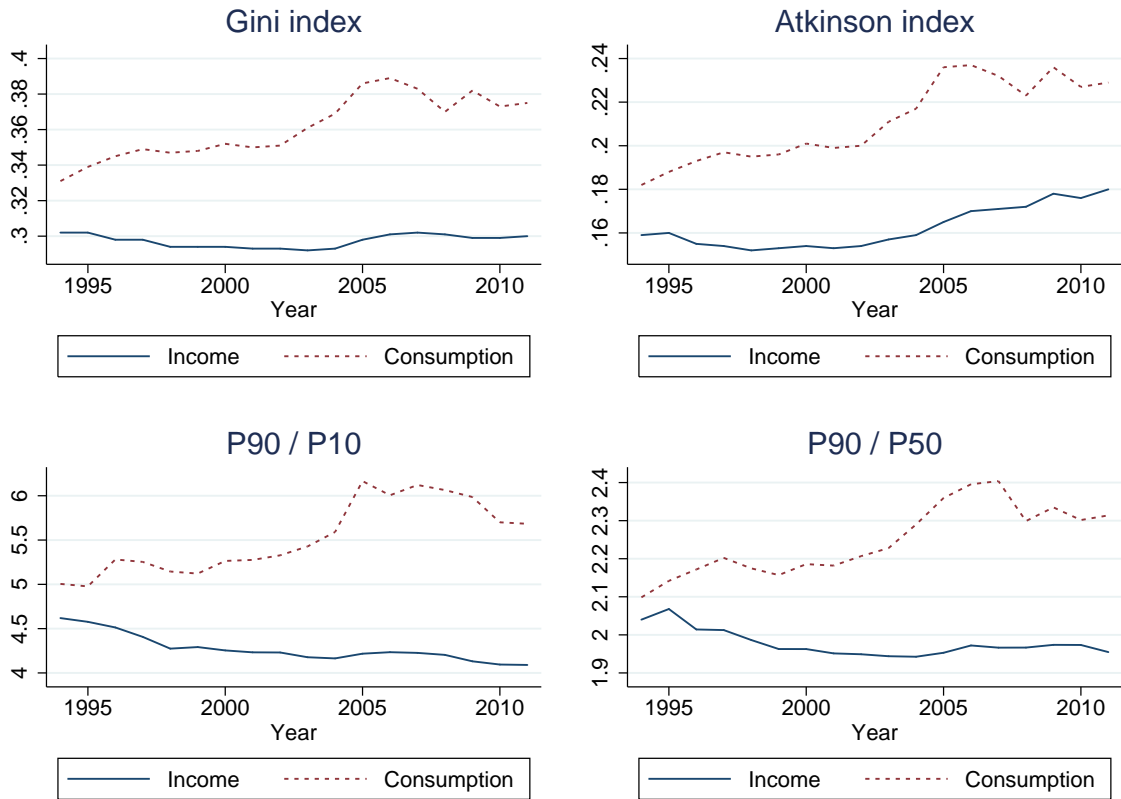 Gini index
.4
.38
.36
.34
.32
.3
1995 2000 2005 2010
Year
Income Consumption
Atkinson index
.24
.22
.2
.18
.16
1995 2000 2005 2010
Year
Income Consumption
P90 / P10
6
5.5
5
4.5
4
1995 2000 2005 2010
Year
Income Consumption
P90 / P50
2.4
2.3
2.2
2.1
2
1.9
1995 2000 2005 2010
Year
Income Consumption